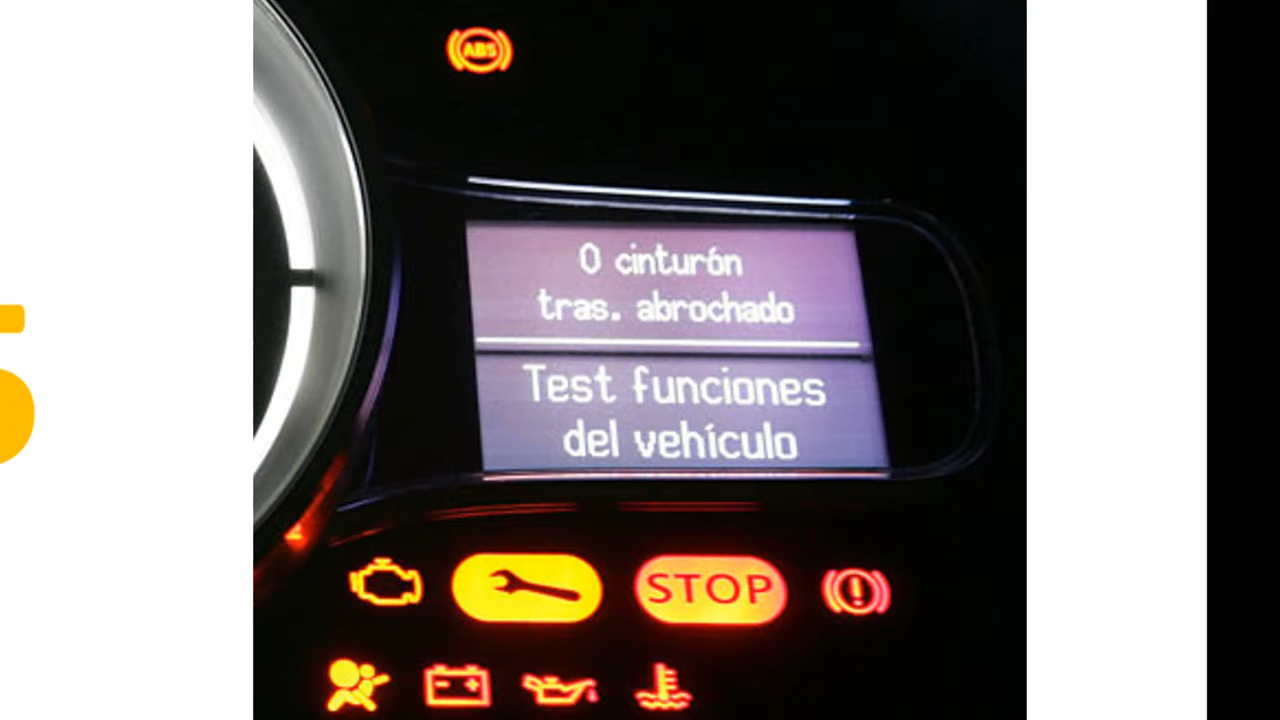 ABS
0 cinturón
tras. abrochado
Test funciones
del vehículo
STOP